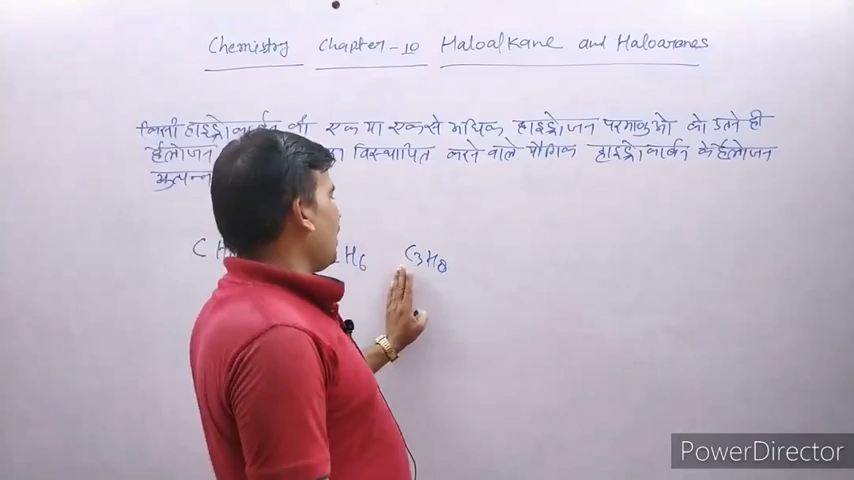 Chemistry Chapter-10 Haloalkane and Haloarenes
किसी हाइड्रोकार्बन की एक या एक से अधिक हाइड्रोजन परमाणुओ को उतने ही
हैलोजन विस्थापित करने वाले यौगिक हाइड्रोकार्बन के हैलोजन
C H6 C3H8
PowerDirector